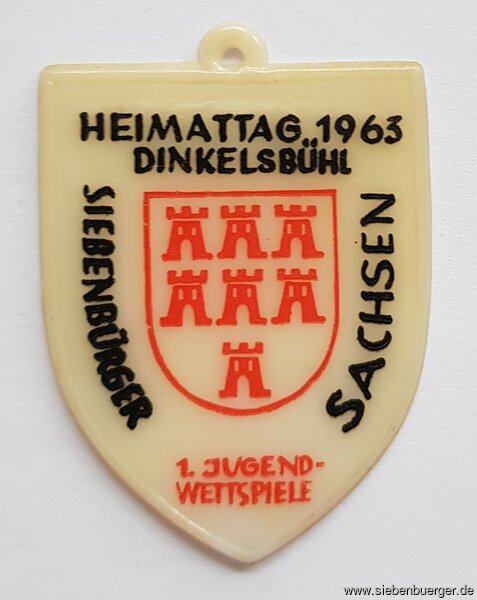 HEIMATTAG 1963
DINKELSBÜHL
SIEBENBÜRGER
SACHSEN
1. JUGEND-
WETTSPIELE
www.siebenbuerger.de